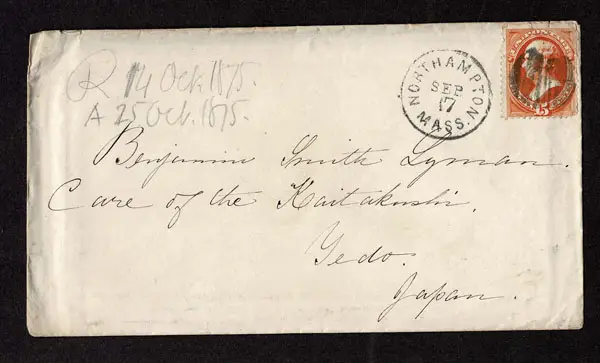 R 14 Oct. 1875.
A 25 Oct. 1875.
NORTHAMPTON
SEP
17
MASS.
15
Benjamin Smith Lyman.
Care of the Kaitakushi.
Yedo.
Japan.